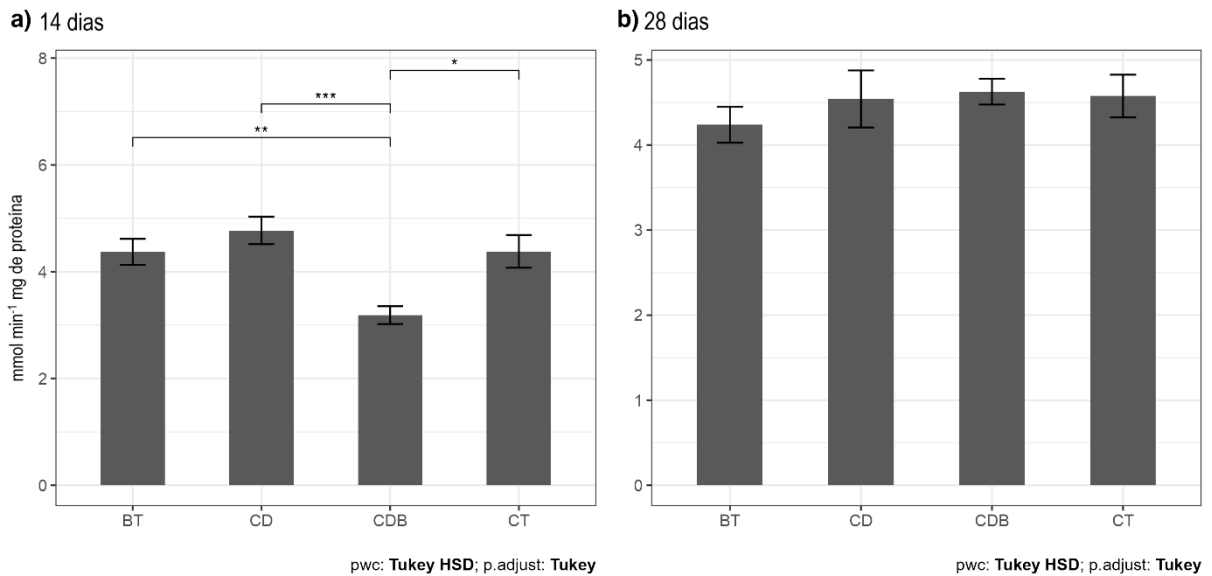 a) 14 dias
mmol min⁻¹ mg de proteína
8
6
4
2
0
*
***
**
BT CD CDB CT
pwc: Tukey HSD; p.adjust: Tukey
b) 28 dias
5
4
3
2
1
0
BT CD CDB CT
pwc: Tukey HSD; p.adjust: Tukey